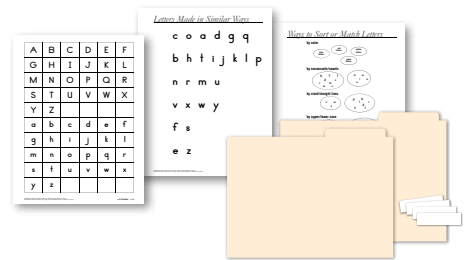 A B C D E F
G H I J K L
M N O P Q R
S T U V W X
Y Z
a b c d e f
g h i j k l
m n o p q r
s t u v w x
y z
Letters Made in Similar Ways
c o a d g q
b h t i j k l p
n r m u
v x w y
f s
e z
Ways to Sort or Match Letters
by color
by consonants/vowels
by slant/straight lines
by upper/lower case